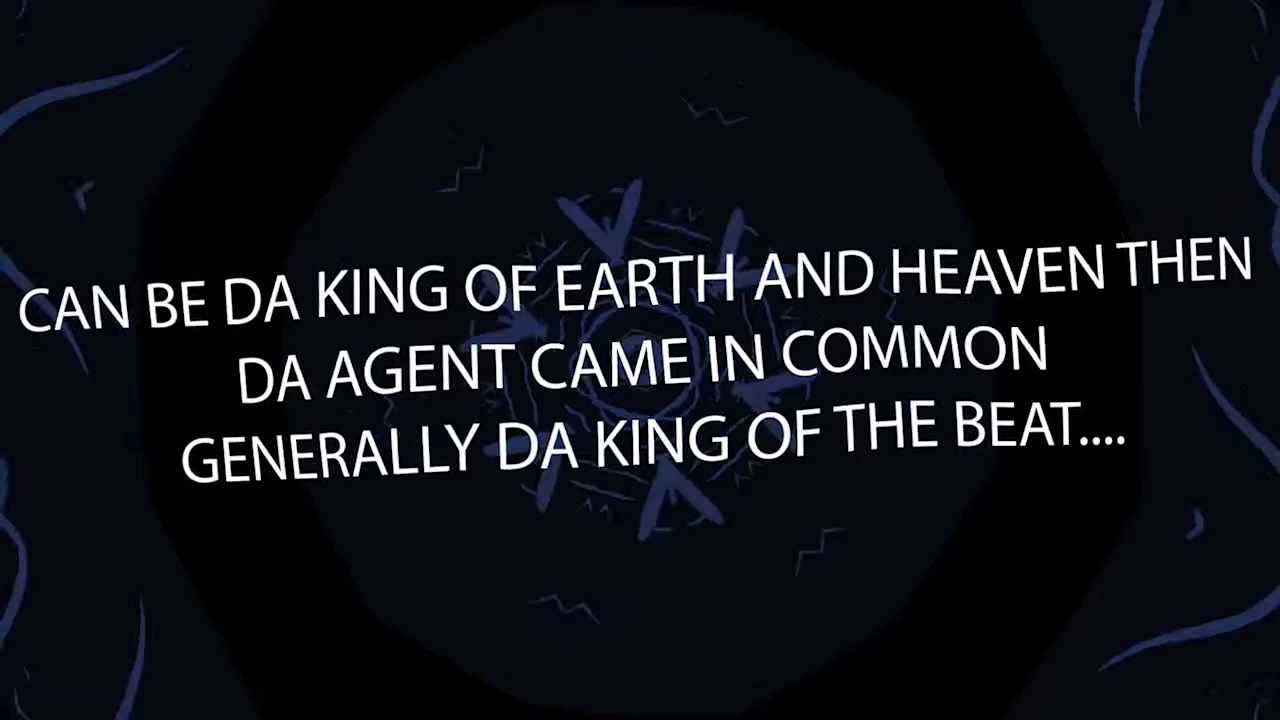 CAN BE DA KING OF EARTH AND HEAVEN THEN
DA AGENT CAME IN COMMON
GENERALLY DA KING OF THE BEAT....